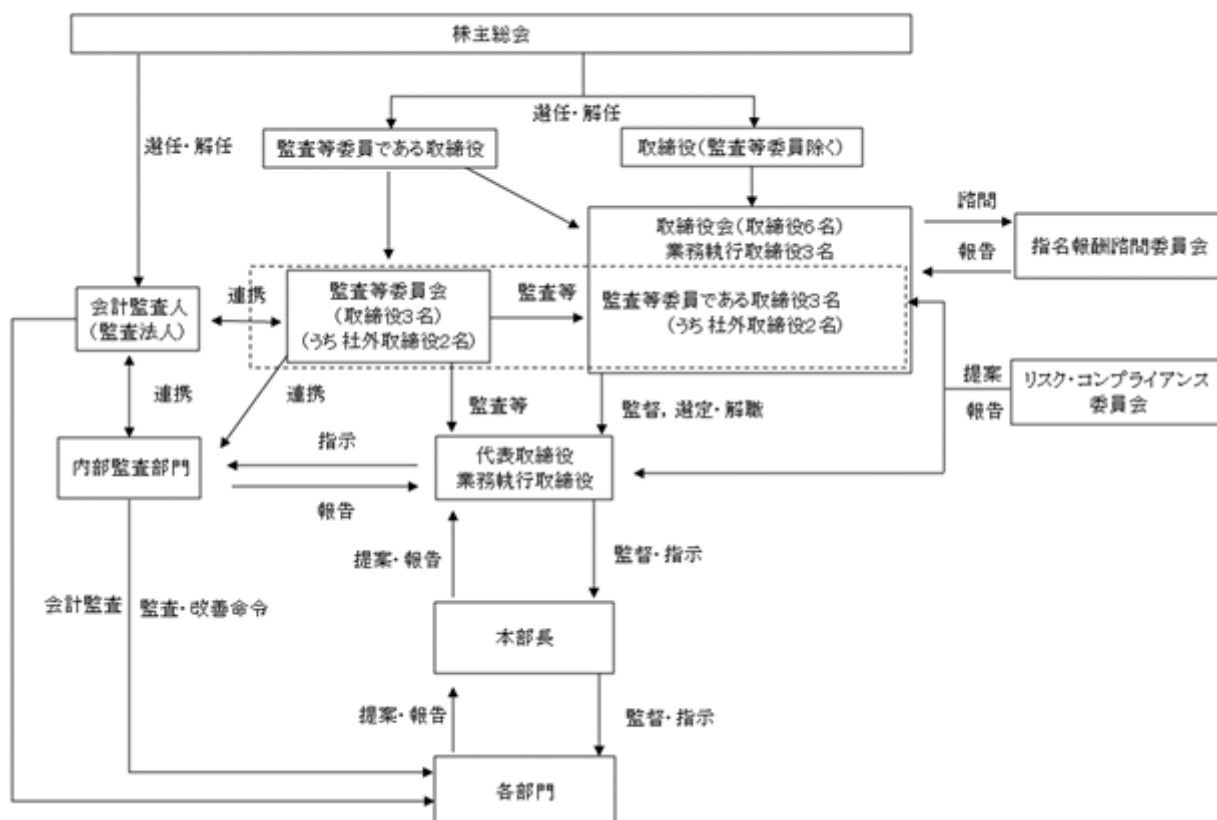 株主総会
選任・解任
選任・解任
監査等委員である取締役
取締役(監査等委員除く)
取締役会(取締役6名)
業務執行取締役3名
諮問
報告
指名報酬諮問委員会
会計監査人
(監査法人)
連携
監査等委員会
(取締役3名)
(うち社外取締役2名)
監査等
監査等委員である取締役3名
(うち社外取締役2名)
連携
連携
監査等
監督,選定・解職
提案
報告
リスク・コンプライアンス
委員会
内部監査部門
指示
報告
代表取締役
業務執行取締役
提案・報告
監督・指示
会計監査
監査・改善命令
本部長
提案・報告
監督・指示
各部門